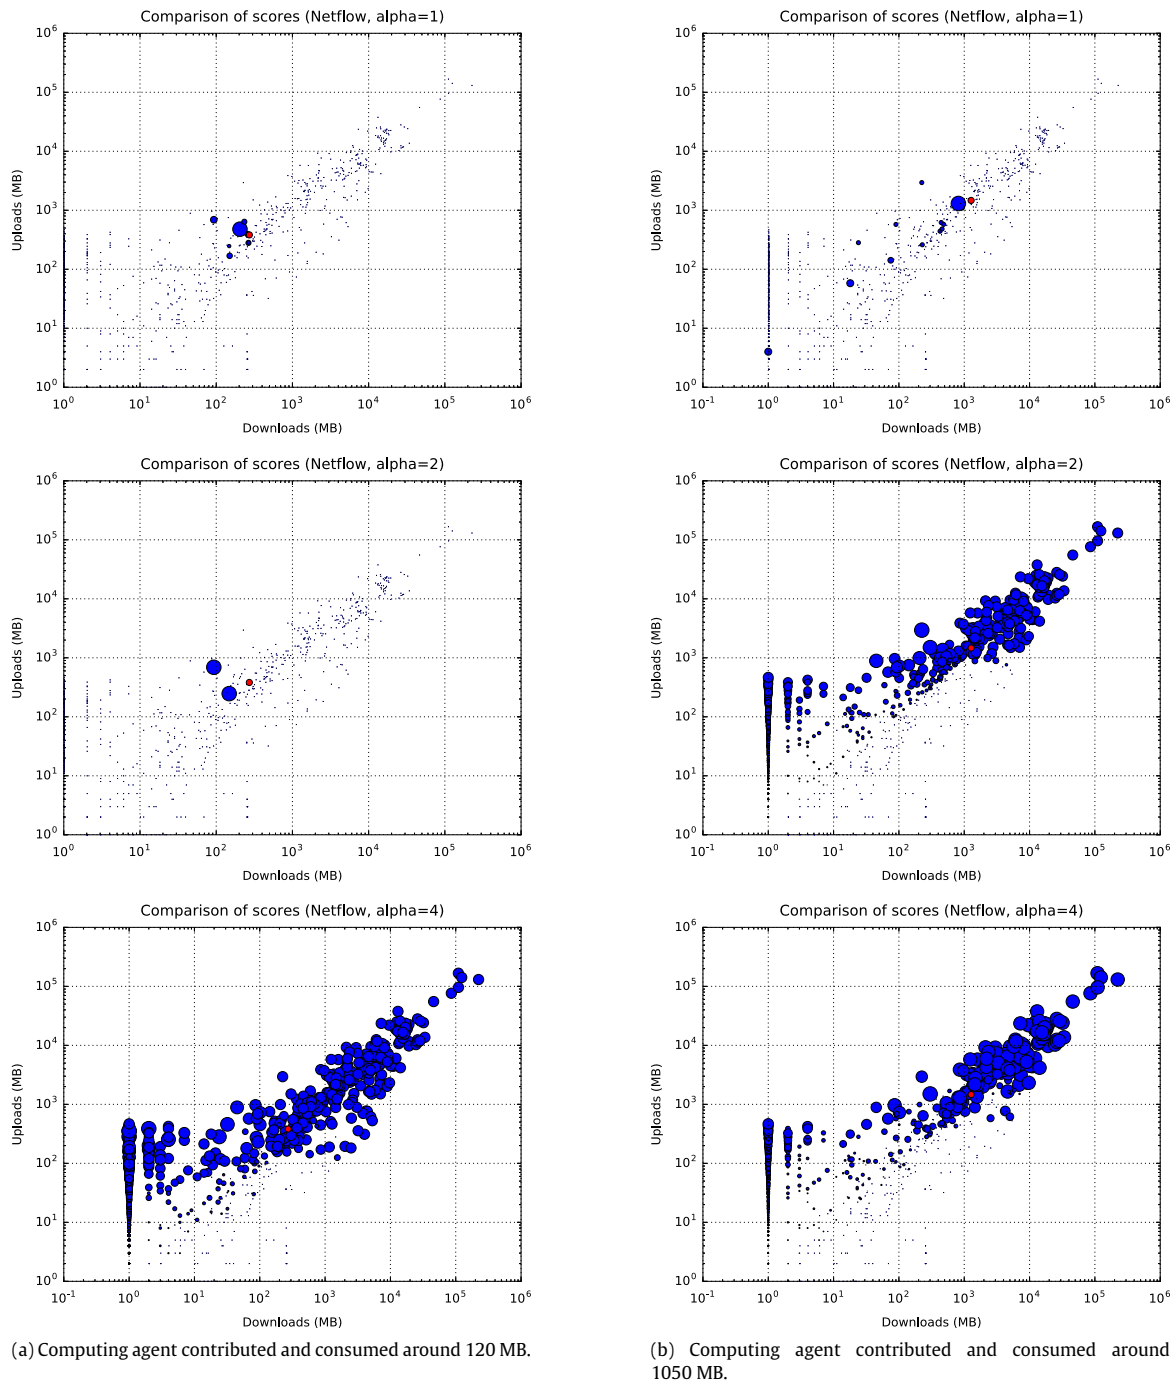 Comparison of scores (Netflow, alpha=1)
10^6
10^5
10^4
10^3
10^2
10^1
10^0
Uploads (MB)
10^0 10^1 10^2 10^3 10^4 10^5 10^6
Downloads (MB)
Comparison of scores (Netflow, alpha=1)
10^6
10^5
10^4
10^3
10^2
10^1
10^0
Uploads (MB)
10^-1 10^0 10^1 10^2 10^3 10^4 10^5 10^6
Downloads (MB)
Comparison of scores (Netflow, alpha=2)
10^6
10^5
10^4
10^3
10^2
10^1
10^0
Uploads (MB)
10^0 10^1 10^2 10^3 10^4 10^5 10^6
Downloads (MB)
Comparison of scores (Netflow, alpha=2)
10^6
10^5
10^4
10^3
10^2
10^1
10^0
Uploads (MB)
10^-1 10^0 10^1 10^2 10^3 10^4 10^5 10^6
Downloads (MB)
Comparison of scores (Netflow, alpha=4)
10^6
10^5
10^4
10^3
10^2
10^1
10^0
Uploads (MB)
10^-1 10^0 10^1 10^2 10^3 10^4 10^5 10^6
Downloads (MB)
Comparison of scores (Netflow, alpha=4)
10^6
10^5
10^4
10^3
10^2
10^1
10^0
Uploads (MB)
10^-1 10^0 10^1 10^2 10^3 10^4 10^5 10^6
Downloads (MB)
(a) Computing agent contributed and consumed around 120 MB.
(b) Computing agent contributed and consumed around
1050 MB.